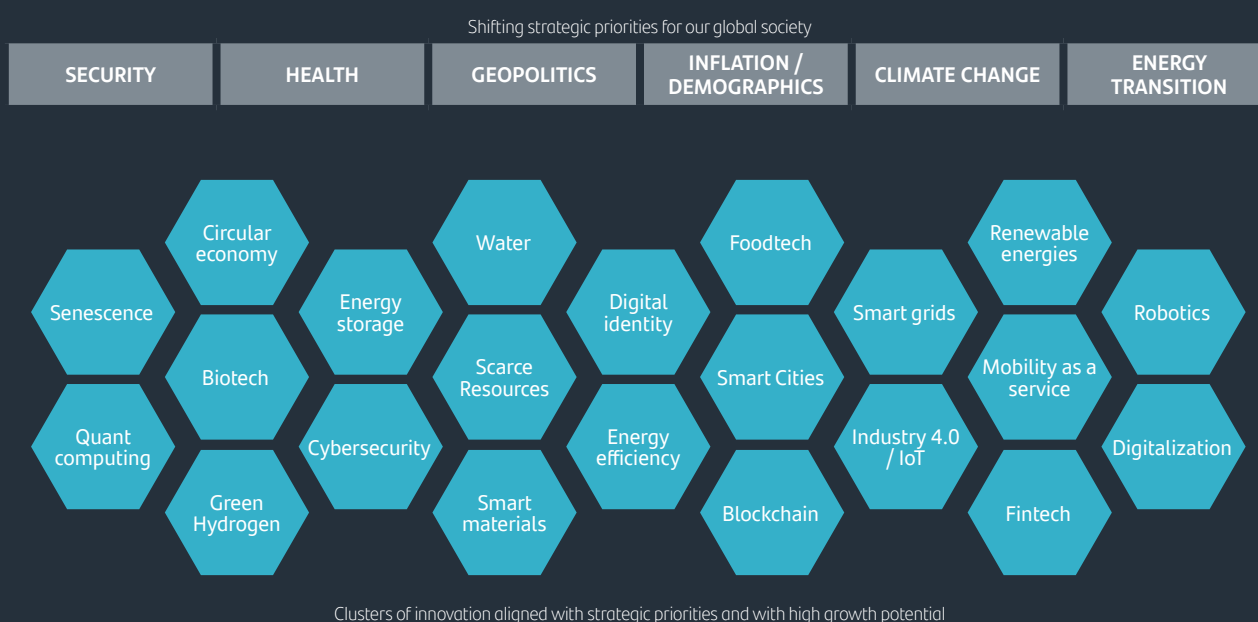 Shifting strategic priorities for our global society
SECURITY
HEALTH
GEOPOLITICS
INFLATION /
DEMOGRAPHICS
CLIMATE CHANGE
ENERGY
TRANSITION
Circular
economy
Water
Foodtech
Renewable
energies
Senescence
Energy
storage
Digital
identity
Smart grids
Robotics
Biotech
Scarce
Resources
Smart Cities
Mobility as a
service
Quant
computing
Cybersecurity
Energy
efficiency
Industry 4.0
/ IoT
Digitalization
Green
Hydrogen
Smart
materials
Blockchain
Fintech
Clusters of innovation aligned with strategic priorities and with high growth potential